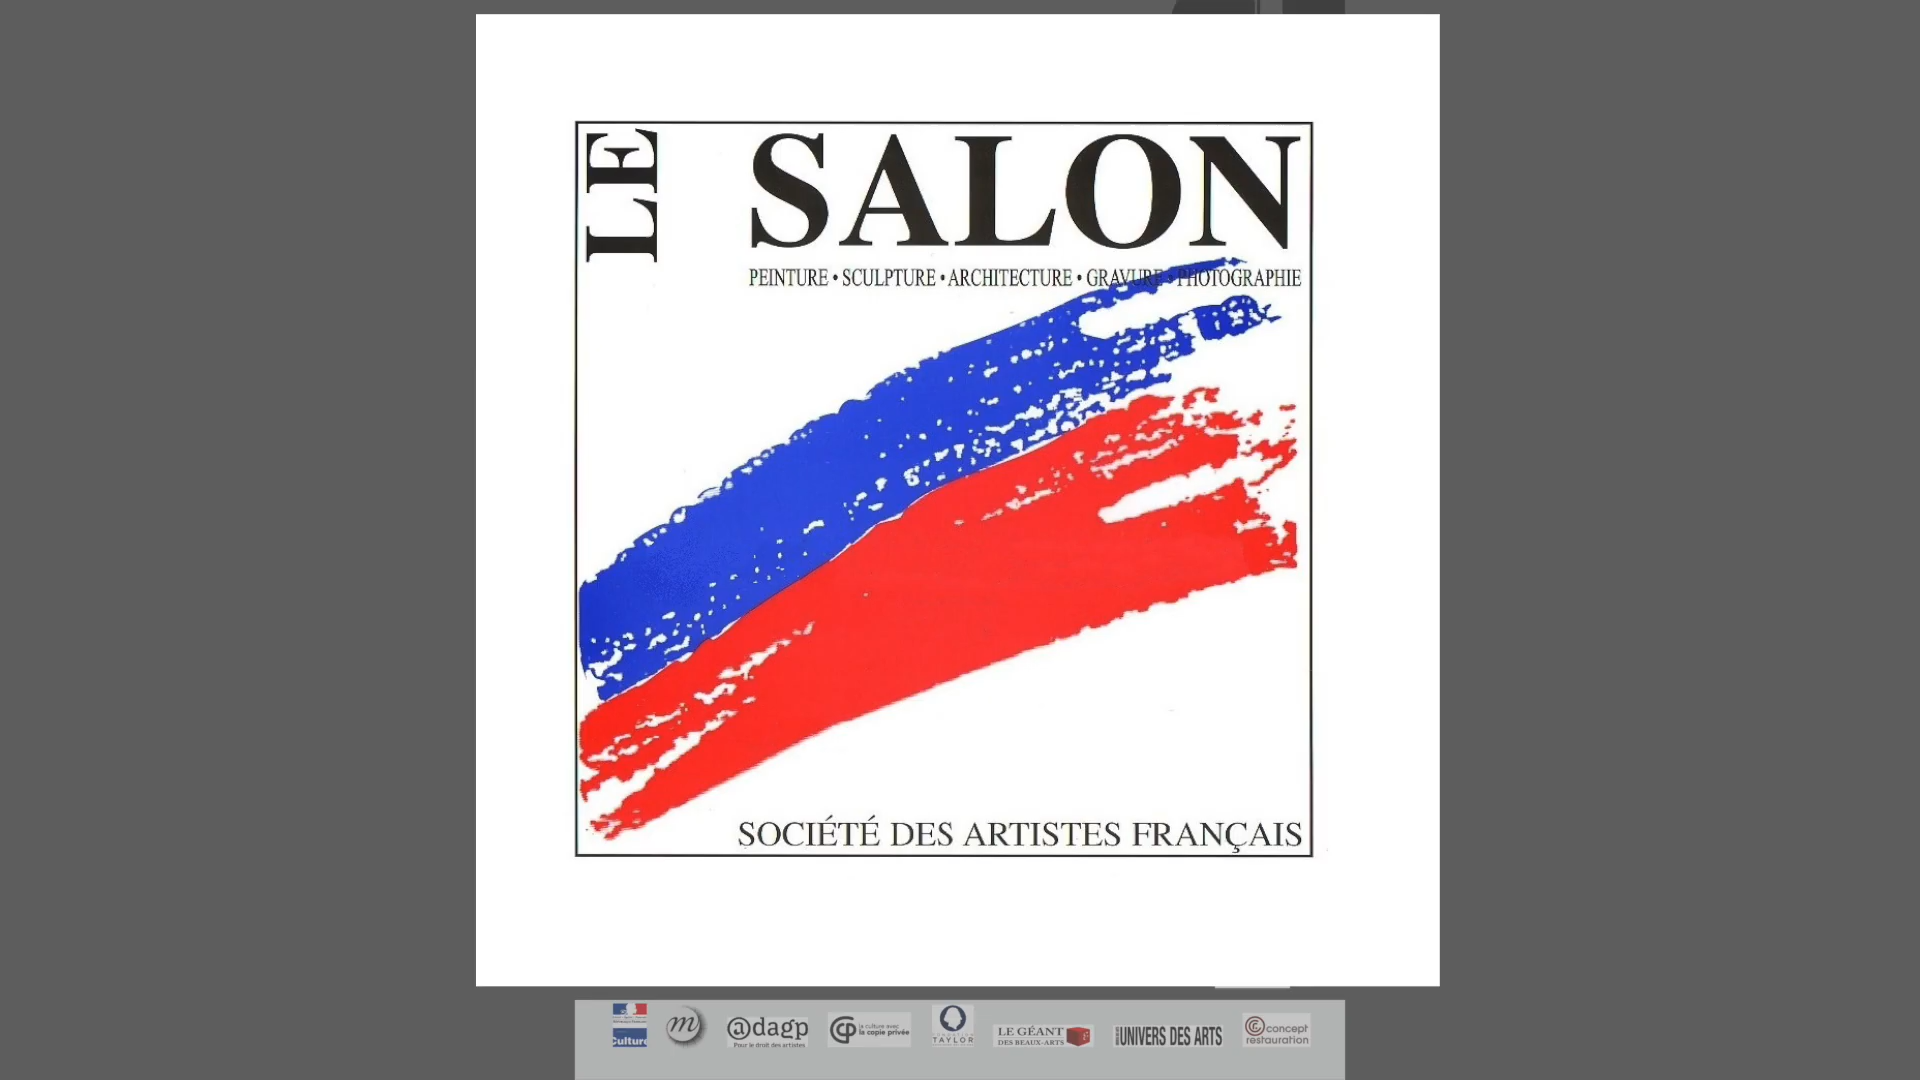 LE
SALON
PEINTURE • SCULPTURE • ARCHITECTURE • GRAVURE • PHOTOGRAPHIE
SOCIÉTÉ DES ARTISTES FRANÇAIS
Culture
m
@dagp
Pour le droit des artistes
CP
la culture avec
la copie privée
TAYLOR
LE GÉANT
DES BEAUX-ARTS
UNIVERS DES ARTS
concept
restauration